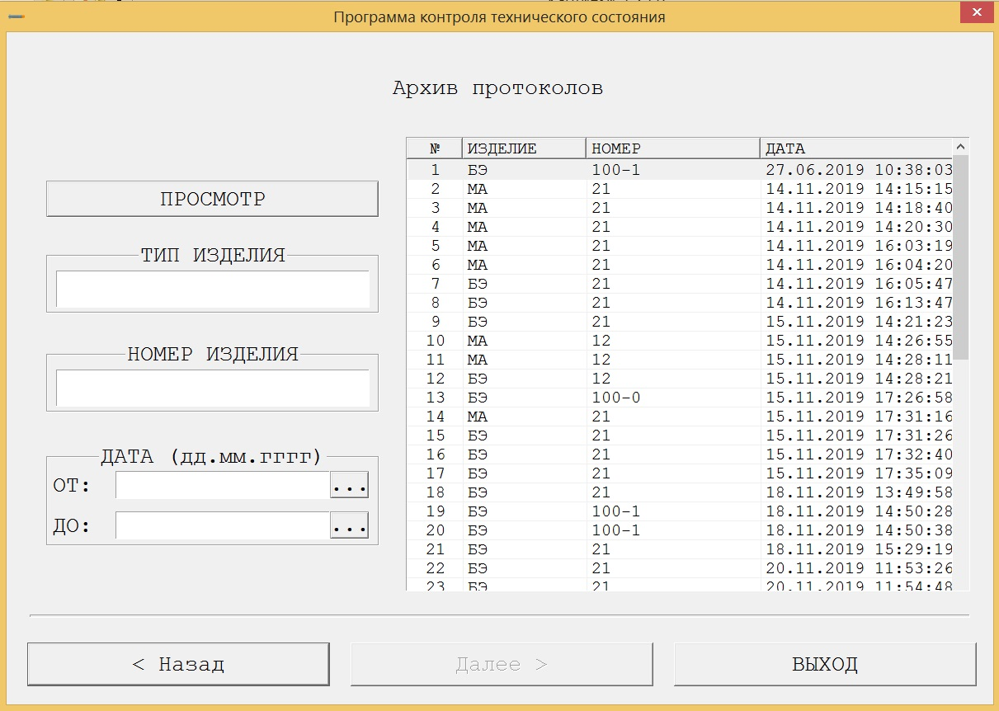 Программа контроля технического состояния
Архив протоколов
ПРОСМОТР
ТИП ИЗДЕЛИЯ
НОМЕР ИЗДЕЛИЯ
ДАТА (дд.мм.гггг)
ОТ: ...
ДО: ...
№ ИЗДЕЛИЕ НОМЕР ДАТА
1 БЭ 100-1 27.06.2019 10:38:03
2 МА 21 14.11.2019 14:15:15
3 МА 21 14.11.2019 14:18:40
4 МА 21 14.11.2019 14:20:30
5 МА 21 14.11.2019 16:03:19
6 МА 21 14.11.2019 16:04:20
7 БЭ 21 14.11.2019 16:05:47
8 БЭ 21 14.11.2019 16:13:47
9 БЭ 21 15.11.2019 14:21:23
10 МА 12 15.11.2019 14:26:55
11 МА 12 15.11.2019 14:28:11
12 БЭ 12 15.11.2019 14:28:21
13 БЭ 100-0 15.11.2019 17:26:58
14 МА 21 15.11.2019 17:31:16
15 БЭ 21 15.11.2019 17:31:26
16 БЭ 21 15.11.2019 17:32:40
17 БЭ 21 15.11.2019 17:35:09
18 БЭ 21 18.11.2019 13:49:58
19 БЭ 100-1 18.11.2019 14:50:28
20 БЭ 100-1 18.11.2019 14:50:38
21 БЭ 21 18.11.2019 15:29:19
22 БЭ 21 20.11.2019 11:53:26
23 БЭ 21 20.11.2019 11:54:48
< Назад
Далее >
ВЫХОД